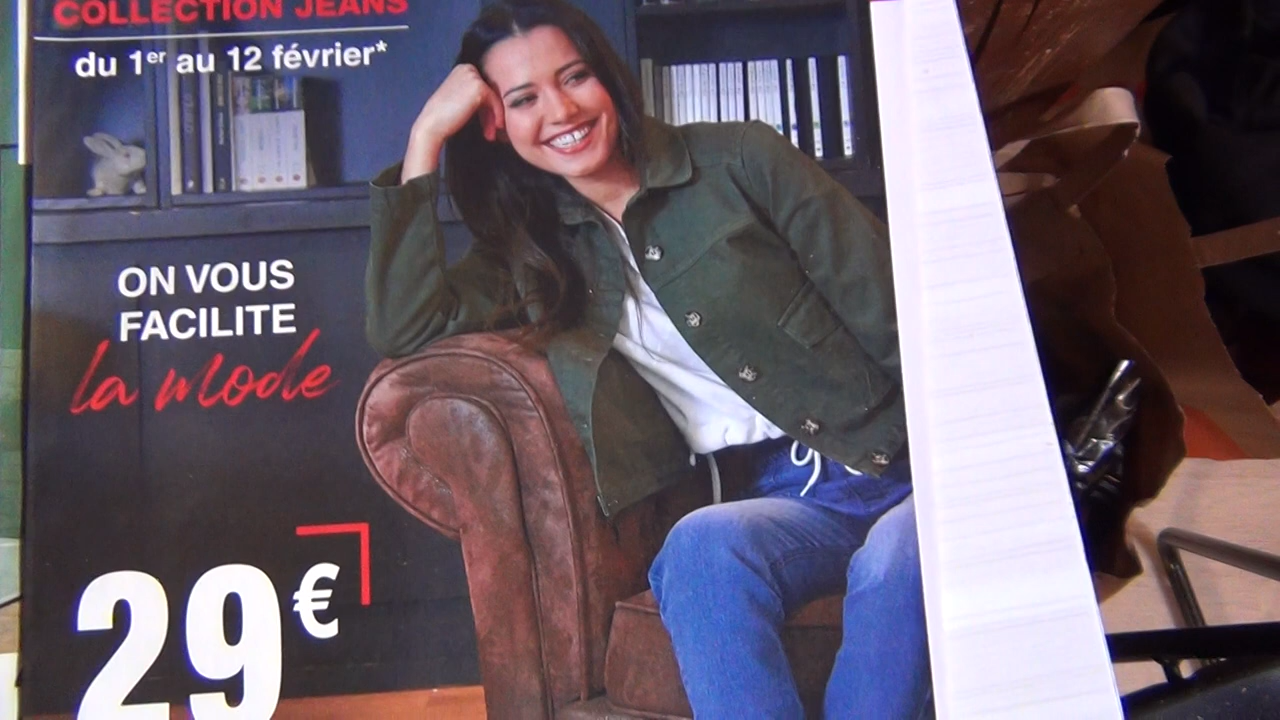 COLLECTION JEANS
du 1er au 12 février*
ON VOUS
FACILITE
la mode
29€